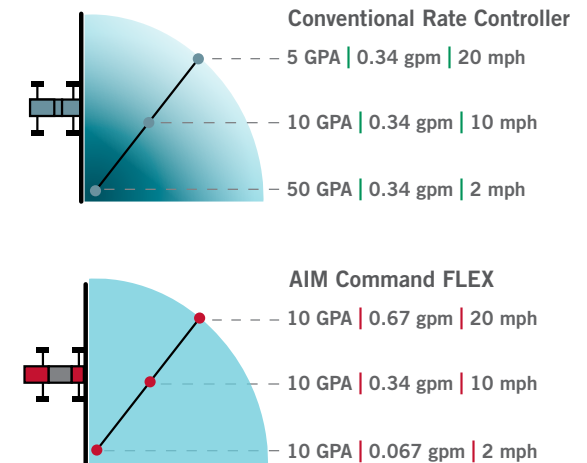 Conventional Rate Controller
5 GPA | 0.34 gpm | 20 mph
10 GPA | 0.34 gpm | 10 mph
50 GPA | 0.34 gpm | 2 mph
AIM Command FLEX
10 GPA | 0.67 gpm | 20 mph
10 GPA | 0.34 gpm | 10 mph
10 GPA | 0.067 gpm | 2 mph